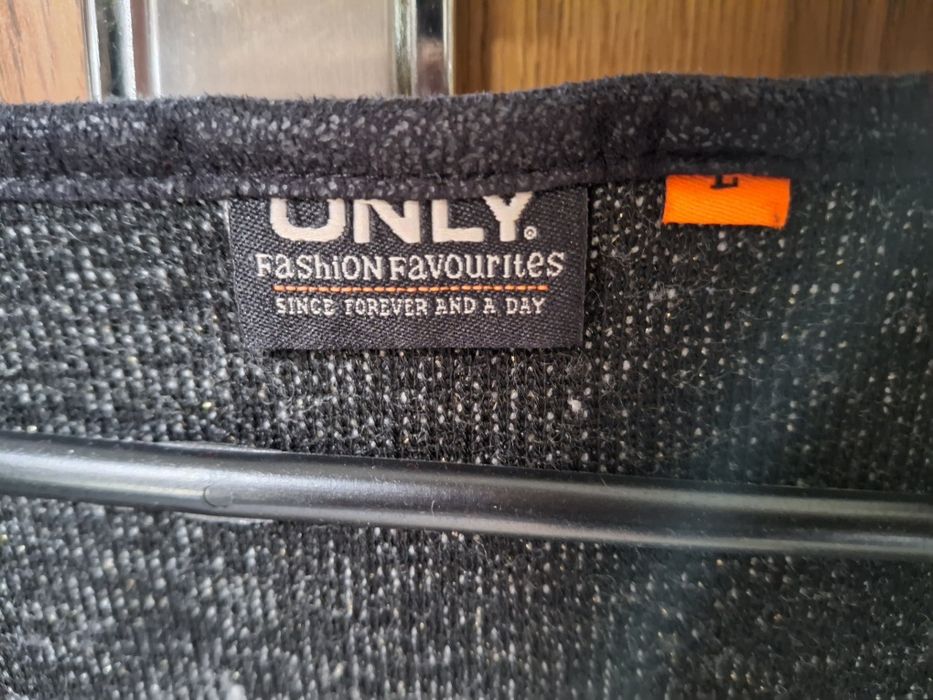 ONLY®
FaShiON FavourItes
SINCE FOREVER AND A DAY
L